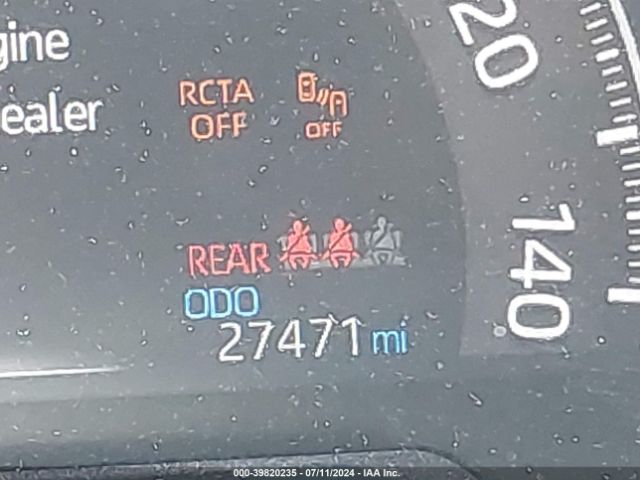 gine
ealer
RCTA
OFF
OFF
20
REAR
ODO
27471 mi
140
000-39820235 - 07/11/2024 - IAA Inc.